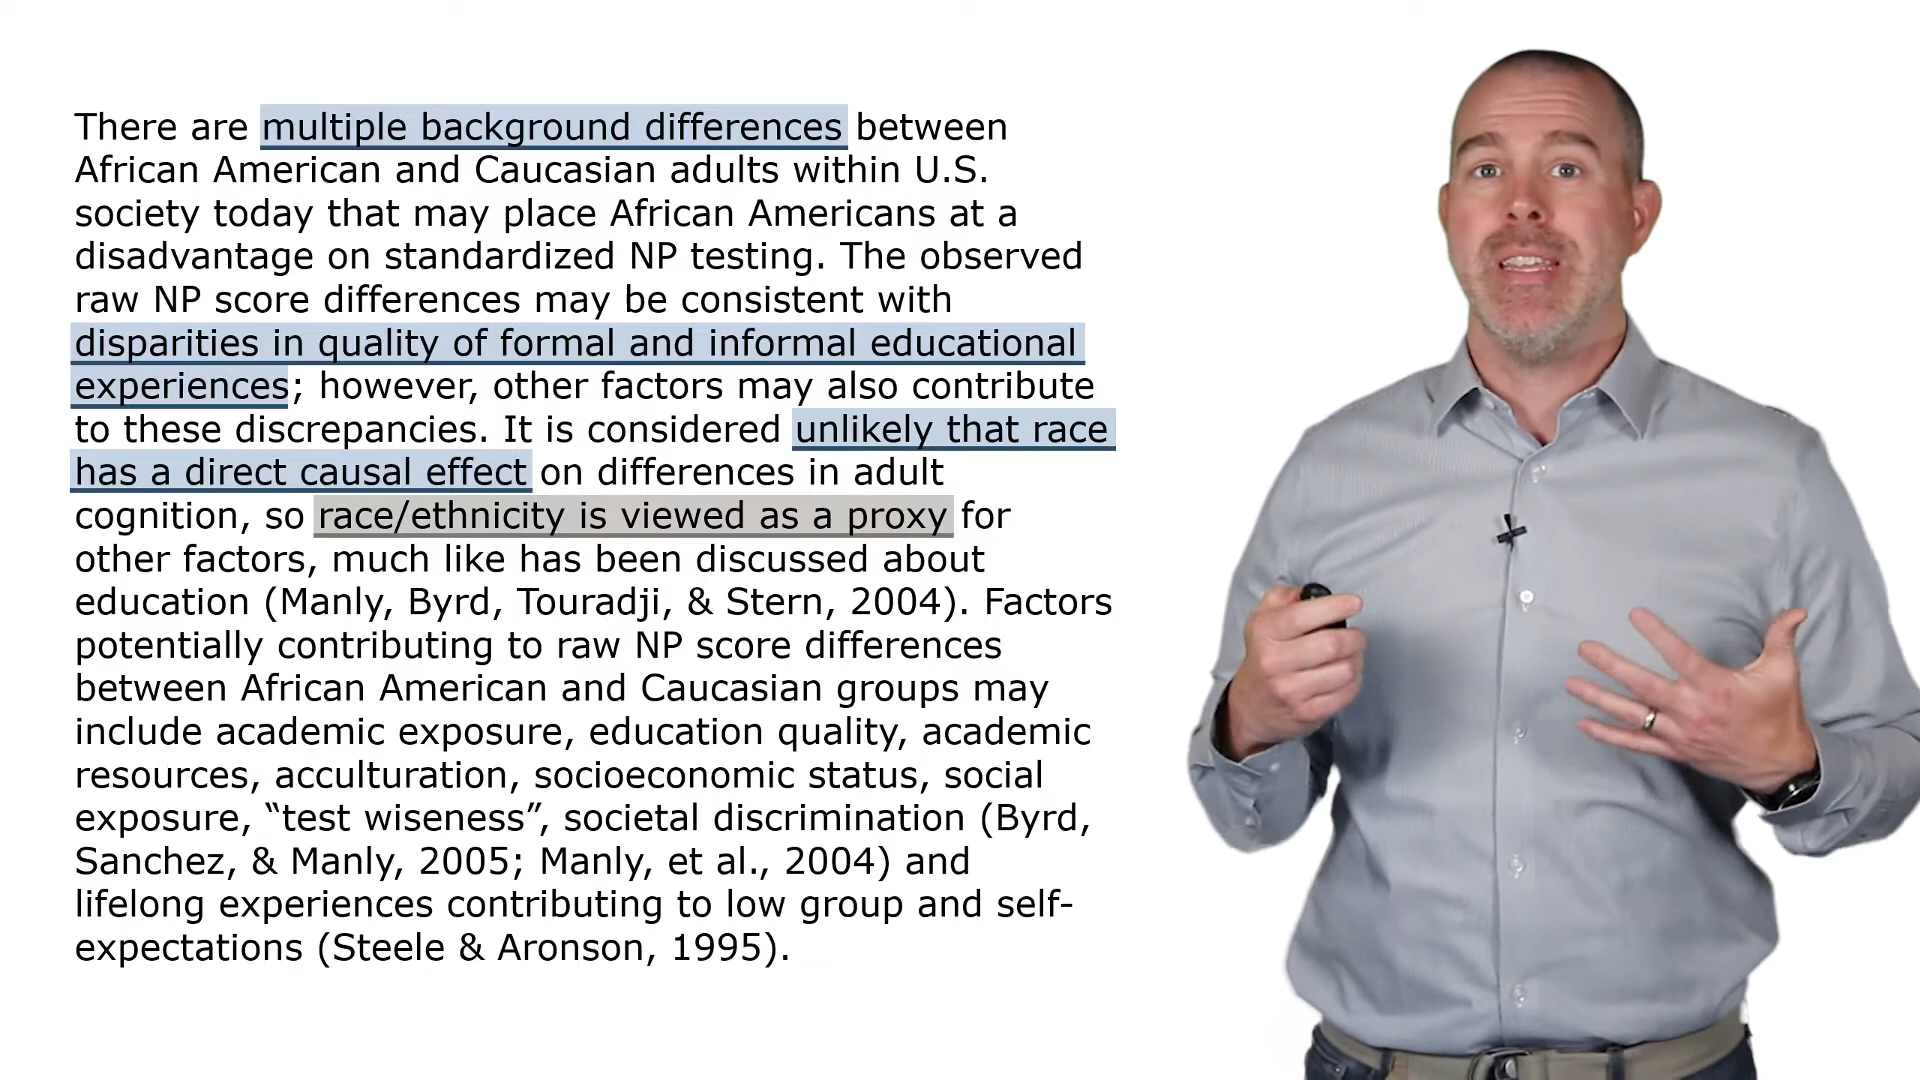 There are multiple background differences between
African American and Caucasian adults within U.S.
society today that may place African Americans at a
disadvantage on standardized NP testing. The observed
raw NP score differences may be consistent with
disparities in quality of formal and informal educational
experiences; however, other factors may also contribute
to these discrepancies. It is considered unlikely that race
has a direct causal effect on differences in adult
cognition, so race/ethnicity is viewed as a proxy for
other factors, much like has been discussed about
education (Manly, Byrd, Touradji, & Stern, 2004). Factors
potentially contributing to raw NP score differences
between African American and Caucasian groups may
include academic exposure, education quality, academic
resources, acculturation, socioeconomic status, social
exposure, “test wiseness”, societal discrimination (Byrd,
Sanchez, & Manly, 2005; Manly, et al., 2004) and
lifelong experiences contributing to low group and self-
expectations (Steele & Aronson, 1995).